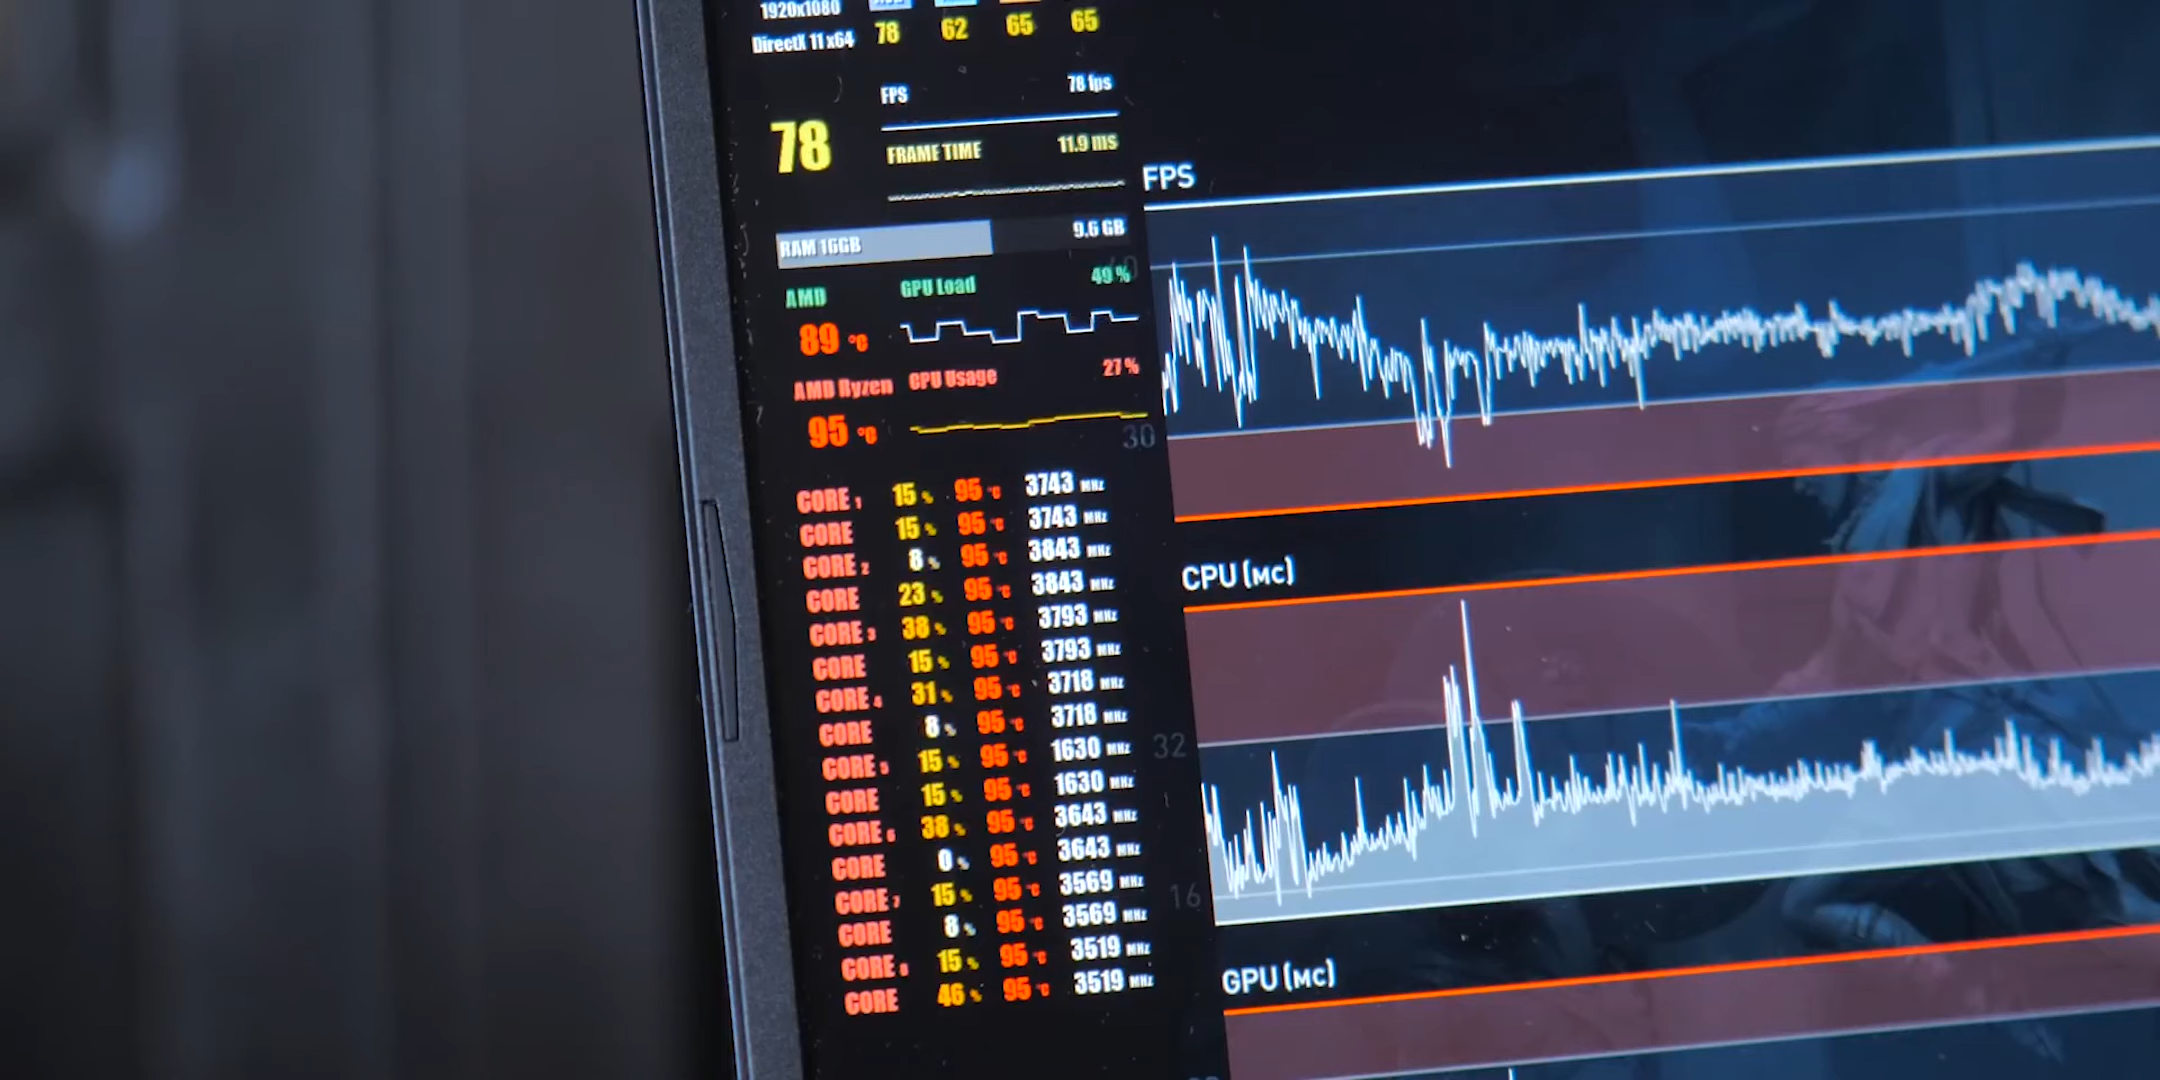 1920x1080
DirectX 11 x64
78 62 65 65
FPS 78 fps
78
FRAME TIME 11.9 ms
RAM 16GB 9.6 GB
AMD GPU Load 49 %
89 °C
AMD Ryzen CPU Usage 27 %
95 °C
CORE 1 15 % 95 °C 3743 MHz
CORE 15 % 95 °C 3743 MHz
CORE 2 8 % 95 °C 3843 MHz
CORE 23 % 95 °C 3843 MHz
CORE 3 38 % 95 °C 3793 MHz
CORE 15 % 95 °C 3793 MHz
CORE 4 31 % 95 °C 3718 MHz
CORE 8 % 95 °C 3718 MHz
CORE 5 15 % 95 °C 1630 MHz
CORE 15 % 95 °C 1630 MHz
CORE 6 38 % 95 °C 3643 MHz
CORE 0 % 95 °C 3643 MHz
CORE 7 15 % 95 °C 3569 MHz
CORE 8 % 95 °C 3569 MHz
CORE 8 15 % 95 °C 3519 MHz
CORE 46 % 95 °C 3519 MHz
FPS
30
CPU (MC)
32
16
GPU (MC)